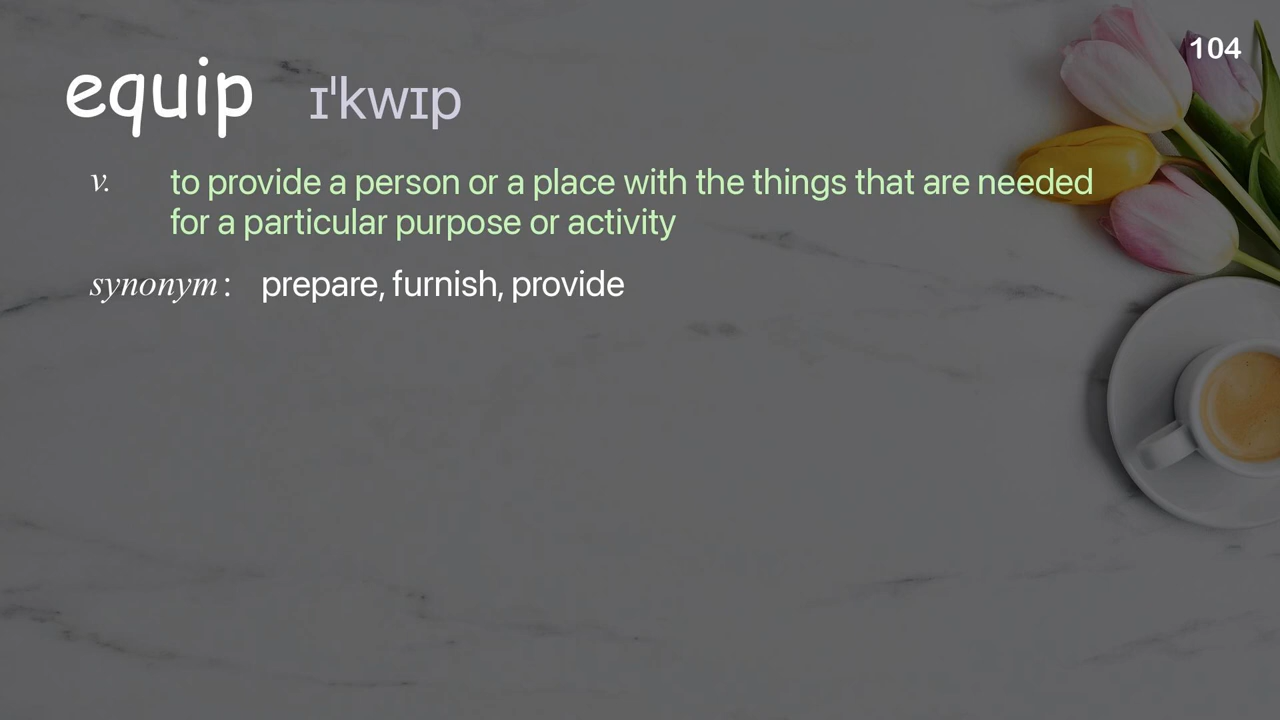 104
equip ɪˈkwɪp
v. to provide a person or a place with the things that are needed
for a particular purpose or activity
synonym: prepare, furnish, provide